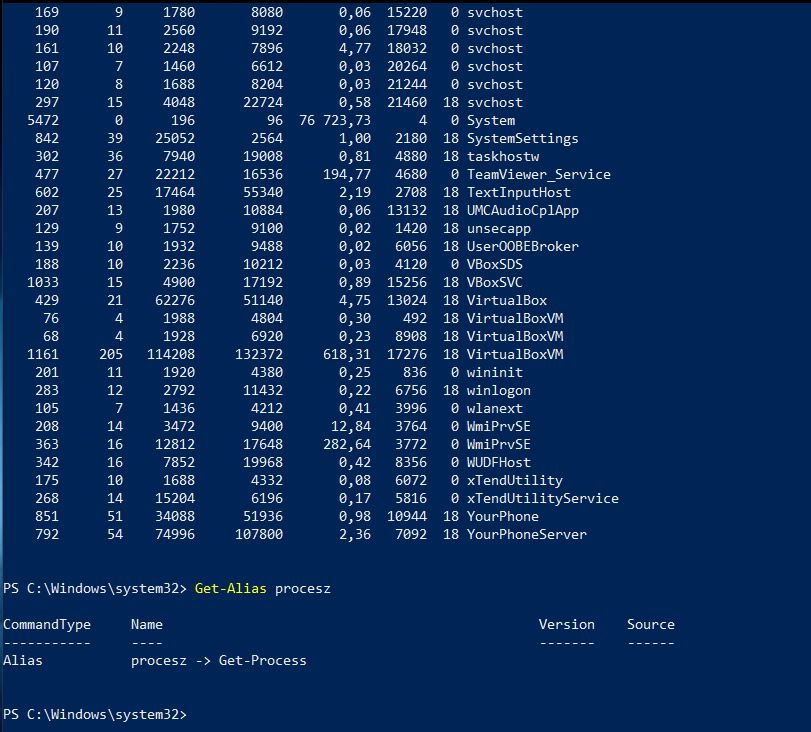 169 9 1780 8080 0,06 15220 0 svchost
190 11 2560 9192 0,06 17948 0 svchost
161 10 2248 7896 4,77 18032 0 svchost
107 7 1460 6612 0,03 20264 0 svchost
120 8 1688 8204 0,03 21244 0 svchost
297 15 4048 22724 0,58 21460 18 svchost
5472 0 196 96 76 723,73 4 0 System
842 39 25052 2564 1,00 2180 18 SystemSettings
302 36 7940 19008 0,81 4880 18 taskhostw
477 27 22212 16536 194,77 4680 0 TeamViewer_Service
602 25 17464 55340 2,19 2708 18 TextInputHost
207 13 1980 10884 0,06 13132 18 UMCAudioCplApp
129 9 1752 9100 0,02 1420 18 unsecapp
139 10 1932 9488 0,02 6056 18 UserOOBEBroker
188 10 2236 10212 0,03 4120 0 VBoxSDS
1033 15 4900 17192 0,89 15256 18 VBoxSVC
429 21 62276 51140 4,75 13024 18 VirtualBox
76 4 1988 4804 0,30 492 18 VirtualBoxVM
68 4 1928 6920 0,23 8908 18 VirtualBoxVM
1161 205 114208 132372 618,31 17276 18 VirtualBoxVM
201 11 1920 4380 0,25 836 0 wininit
283 12 2792 11432 0,22 6756 18 winlogon
105 7 1436 4212 0,41 3996 0 wlanext
208 14 3472 9400 12,84 3764 0 WmiPrvSE
363 16 12812 17648 282,64 3772 0 WmiPrvSE
342 16 7852 19968 0,42 8356 0 WUDFHost
175 10 1688 4332 0,08 6072 0 xTendUtility
268 14 15204 6196 0,17 5816 0 xTendUtilityService
851 51 34088 51936 0,98 10944 18 YourPhone
792 54 74996 107800 2,36 7092 18 YourPhoneServer
PS C:\Windows\system32> Get-Alias procesz
CommandType Name Version Source
----------- ---- ------- ------
Alias procesz -> Get-Process
PS C:\Windows\system32>